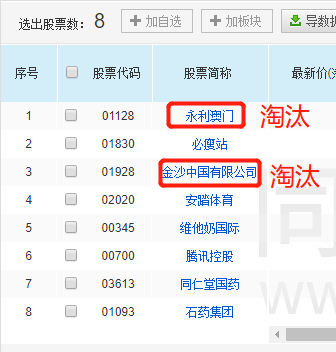 选出股票数： 8 加自选 加板块 导数
序号 股票代码 股票简称 最新价
1 01128 永利澳门 淘汰
2 01830 必瘦站
3 01928 金沙中国有限公司 淘汰
4 02020 安踏体育
5 00345 维他奶国际
6 00700 腾讯控股
7 03613 同仁堂国药
8 01093 石药集团
www